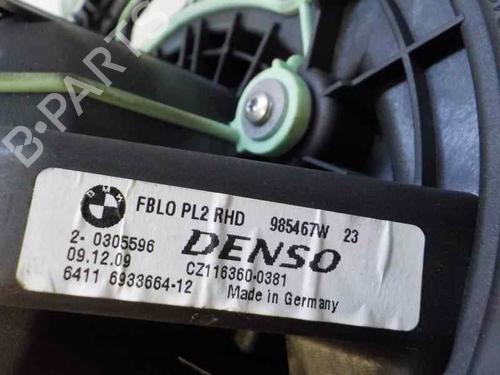 B-PARTS
BMW
FBLO PL2 RHD 985467W 23
2- 0305596 DENSO
09.12.09 CZ116360-0381
6411 6933664-12 Made in Germany